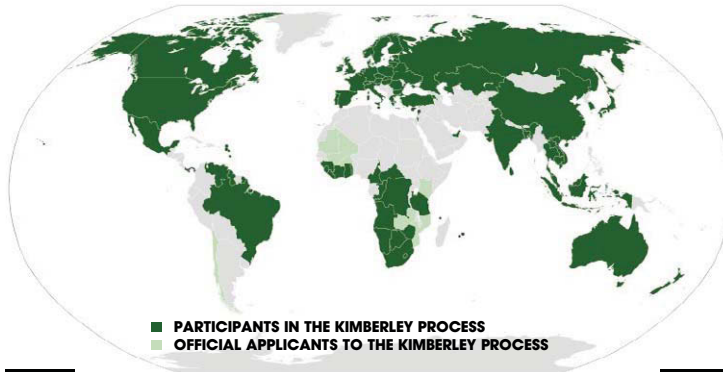 PARTICIPANTS IN THE KIMBERLEY PROCESS
OFFICIAL APPLICANTS TO THE KIMBERLEY PROCESS